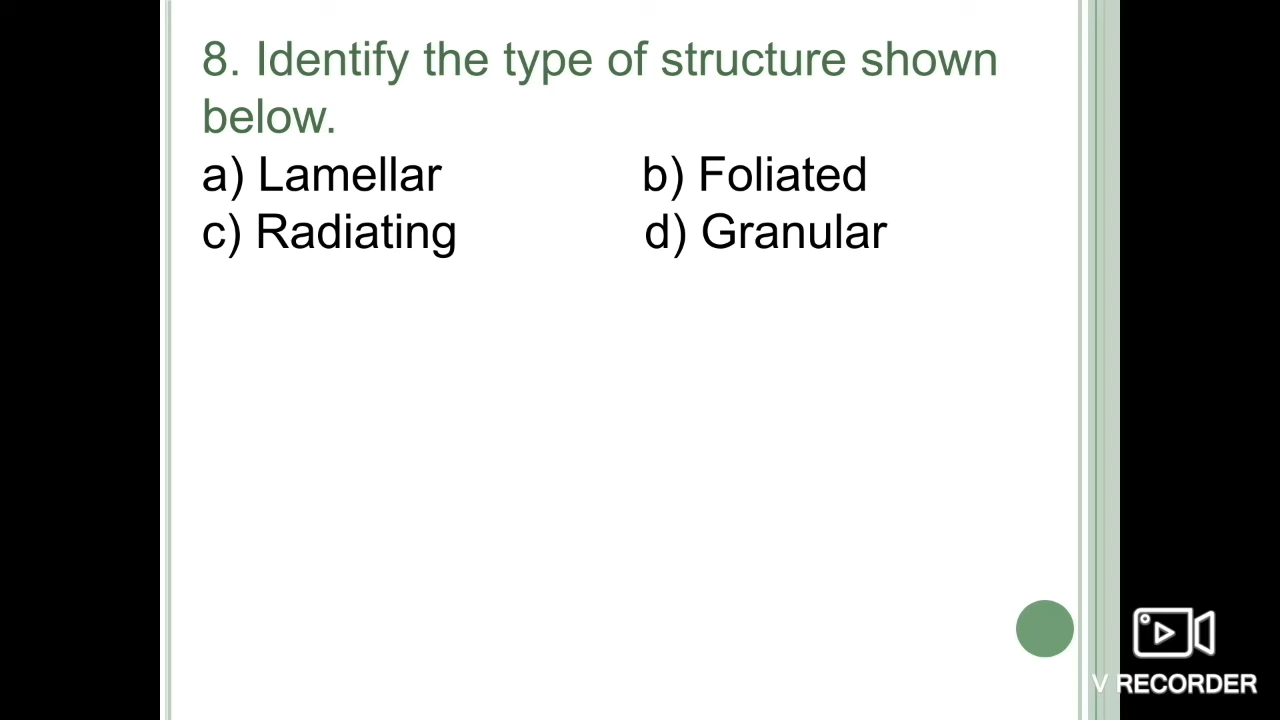 8. Identify the type of structure shown
below.
a) Lamellar b) Foliated
c) Radiating d) Granular
V RECORDER